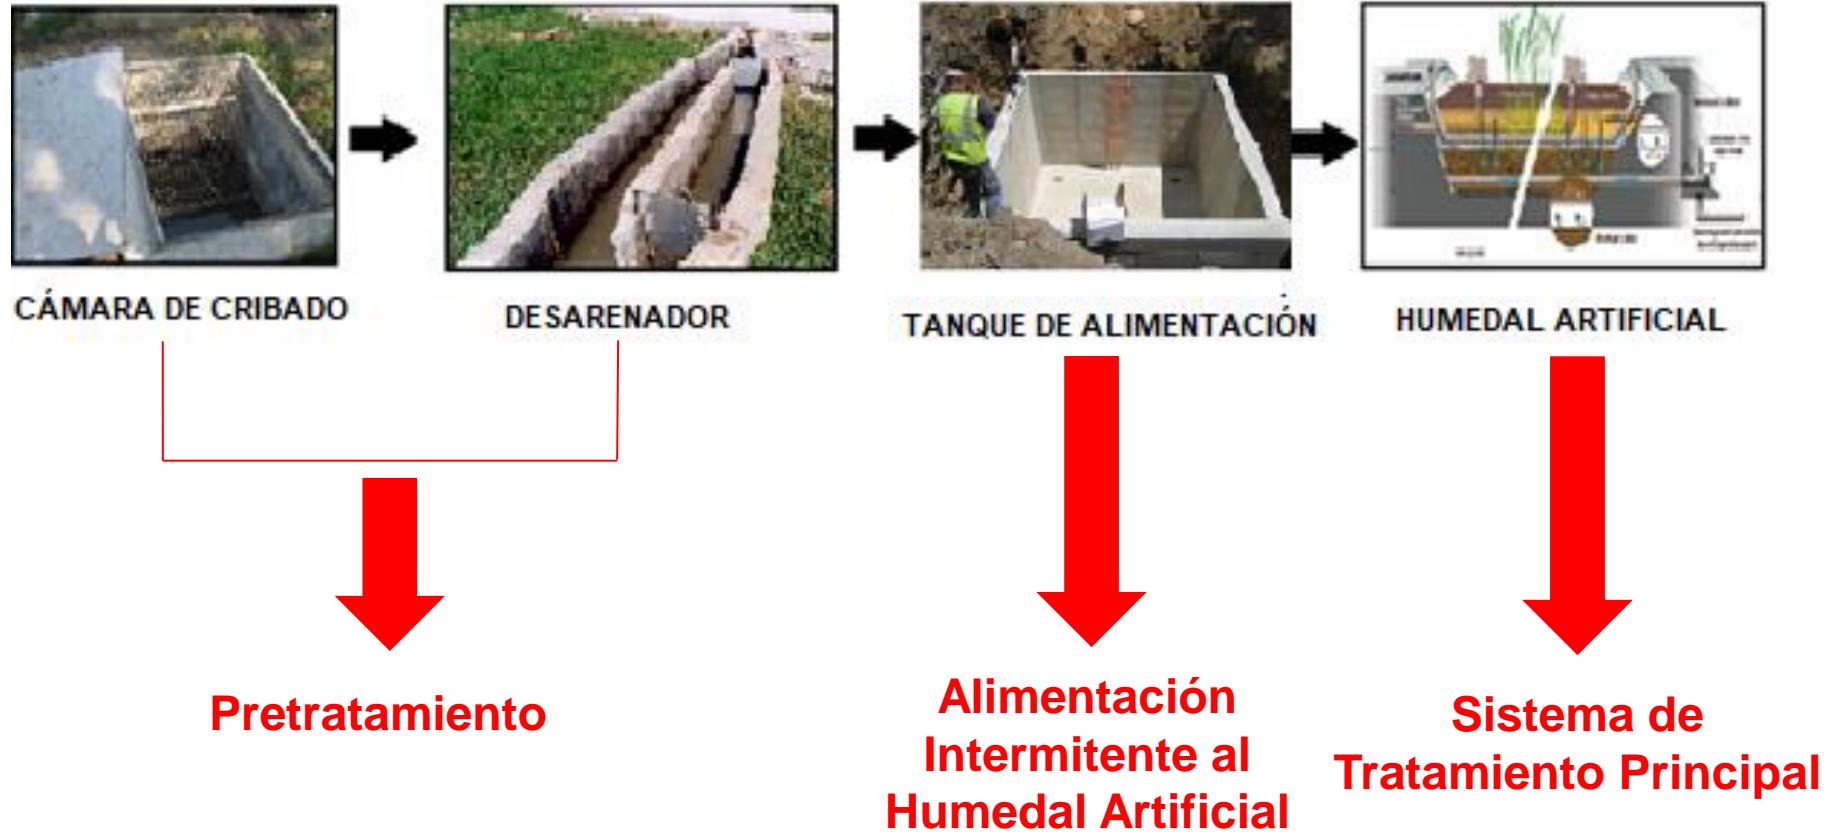 CÁMARA DE CRIBADO
DESARENADOR
TANQUE DE ALIMENTACIÓN
HUMEDAL ARTIFICIAL
Pretratamiento
Alimentación
Intermitente al
Humedal Artificial
Sistema de
Tratamiento Principal